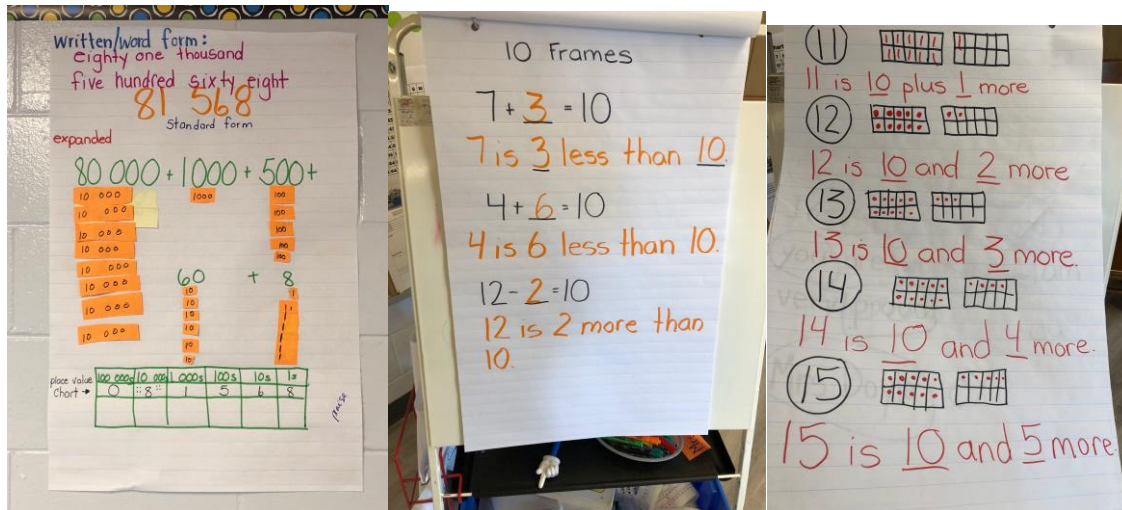 Written/word form:
eighty one thousand
five hundred sixty eight
81 568
Standard form
expanded
80 000 + 1000 + 500 +
10 000
10 000
10 000
10 000
10 000
10 000
10 000
10 000
1000
100
100
100
100
100
60 + 8
10
10
10
10
10
10
1
place value
Chart →
100 000s 10 000s 1 000s 100s 10s 1s
0 8 1 5 6 8
10 Frames
7 + 3 = 10
7 is 3 less than 10.
4 + 6 = 10
4 is 6 less than 10.
12 - 2 = 10
12 is 2 more than
10.
11
11 is 10 plus 1 more
12
12 is 10 and 2 more
13
13 is 10 and 3 more.
14
14 is 10 and 4 more.
15
15 is 10 and 5 more.